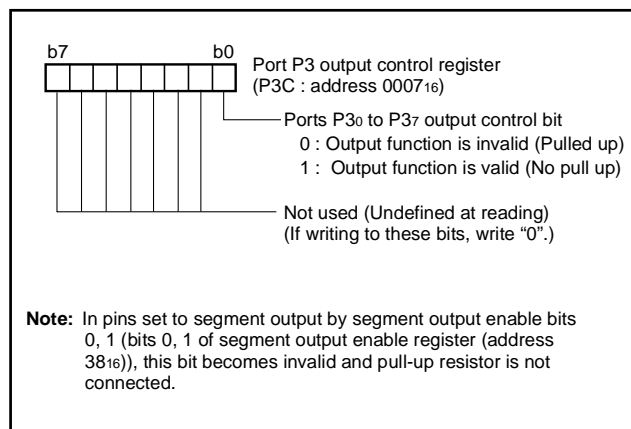 b7 b0
Port P3 output control register
(P3C : address 0007₁₆)
Ports P3₀ to P3₇ output control bit
0 : Output function is invalid (Pulled up)
1 : Output function is valid (No pull up)
Not used (Undefined at reading)
(If writing to these bits, write “0”.)
Note: In pins set to segment output by segment output enable bits
0, 1 (bits 0, 1 of segment output enable register (address
38₁₆)), this bit becomes invalid and pull-up resistor is not
connected.